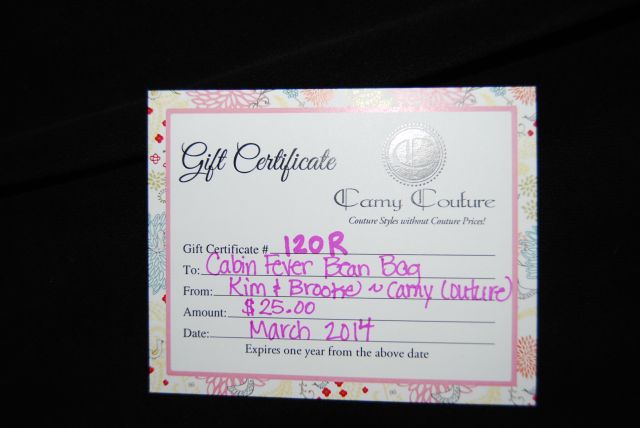 Gift Certificate
Camy Couture
Couture Styles without Couture Prices!
Gift Certificate # 120R
To: Cabin Fever Bean Bag
From: Kim & Brooke ~ Camy Couture
Amount: $25.00
Date: March 2014
Expires one year from the above date